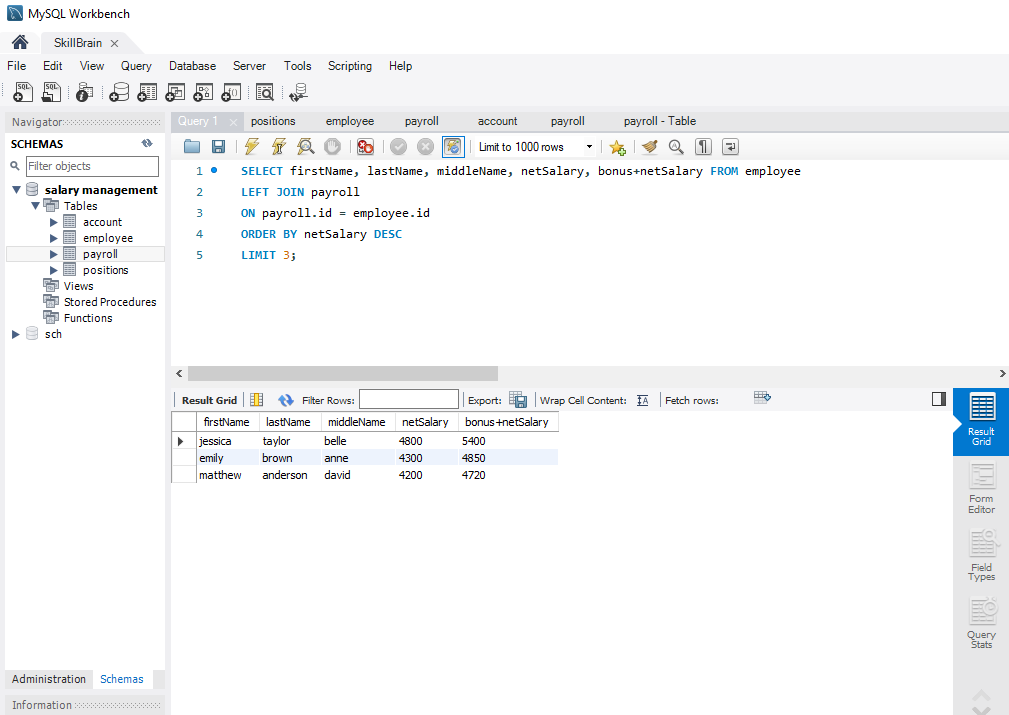 MySQL Workbench
SkillBrain
File Edit View Query Database Server Tools Scripting Help
Navigator
SCHEMAS
Filter objects
salary management
Tables
account
employee
payroll
positions
Views
Stored Procedures
Functions
sch
Administration Schemas
Information
Query 1 positions employee payroll account payroll payroll - Table
Limit to 1000 rows
1 SELECT firstName, lastName, middleName, netSalary, bonus+netSalary FROM employee
2 LEFT JOIN payroll
3 ON payroll.id = employee.id
4 ORDER BY netSalary DESC
5 LIMIT 3;
Result Grid Filter Rows: Export: Wrap Cell Content: Fetch rows:
firstName lastName middleName netSalary bonus+netSalary
jessica taylor belle 4800 5400
emily brown anne 4300 4850
matthew anderson david 4200 4720
Result
Grid
Form
Editor
Field
Types
Query
Stats